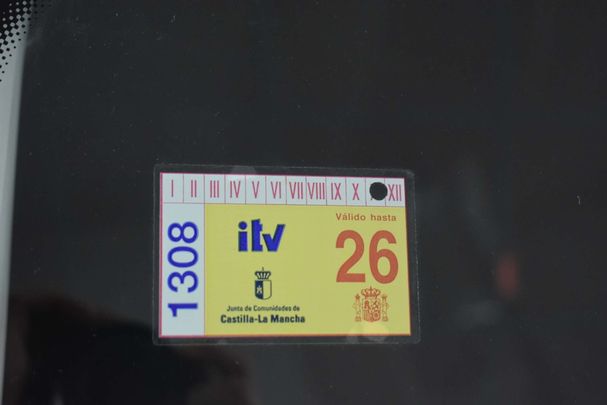 I II III IV V VI VII VIII IX X XII
1308
itv
Válido hasta
26
Junta de Comunidades de
Castilla-La Mancha